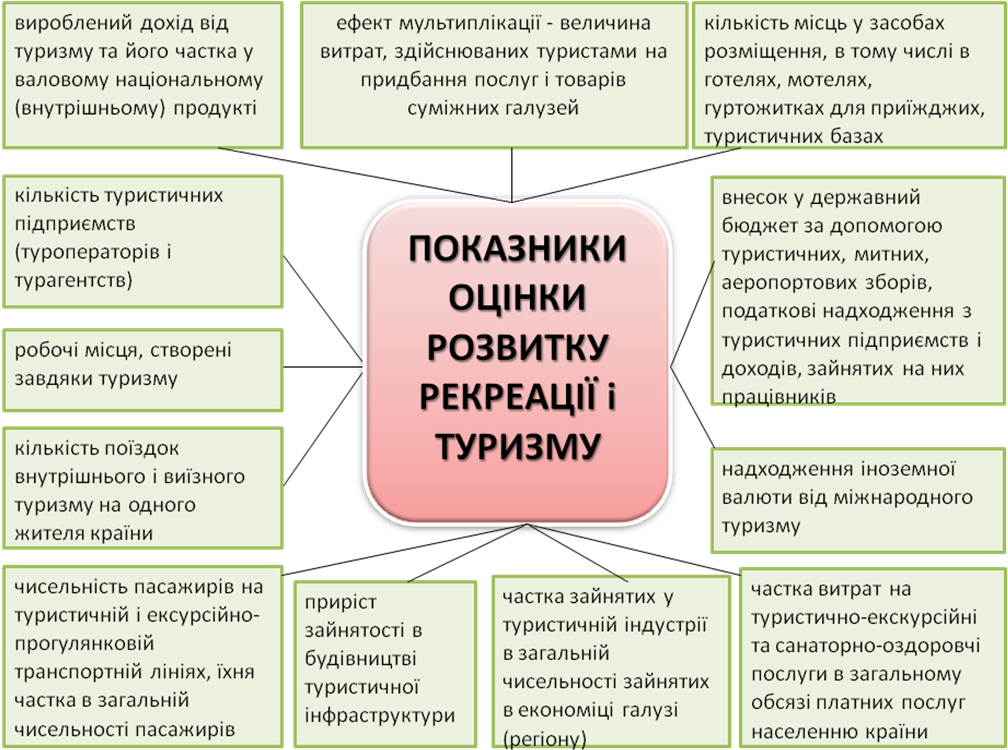 вироблений дохід від
туризму та його частка у
валовому національному
(внутрішньому) продукті
ефект мультиплікації - величина
витрат, здійснюваних туристами на
придбання послуг і товарів
суміжних галузей
кількість місць у засобах
розміщення, в тому числі в
готелях, мотелях,
гуртожитках для приїжджих,
туристичних базах
кількість туристичних
підприємств
(туроператорів і
турагентств)
ПОКАЗНИКИ
ОЦІНКИ
РОЗВИТКУ
РЕКРЕАЦІЇ і
ТУРИЗМУ
внесок у державний
бюджет за допомогою
туристичних, митних,
аеропортових зборів,
податкові надходження з
туристичних підприємств і
доходів, зайнятих на них
працівників
робочі місця, створені
завдяки туризму
кількість поїздок
внутрішнього і виїзного
туризму на одного
жителя країни
надходження іноземної
валюти від міжнародного
туризму
чисельність пасажирів на
туристичній і ексурсійно-
прогулянковій
транспортній лініях, їхня
частка в загальній
чисельності пасажирів
приріст
зайнятості в
будівництві
туристичної
інфраструктури
частка зайнятих у
туристичній індустрії
в загальній
чисельності зайнятих
в економіці галузі
(регіону)
частка витрат на
туристично-екскурсійні
та санаторно-оздоровчі
послуги в загальному
обсязі платних послуг
населенню країни